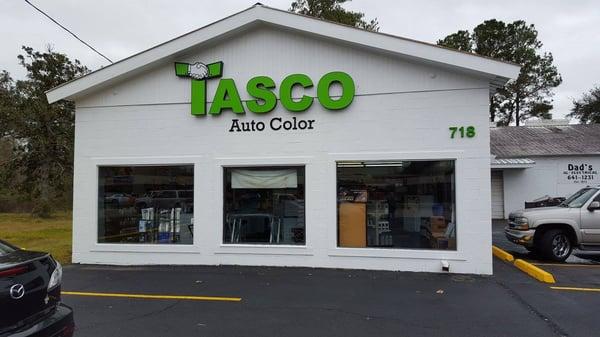 TASCO
Auto Color
718
Dad's
641-1231